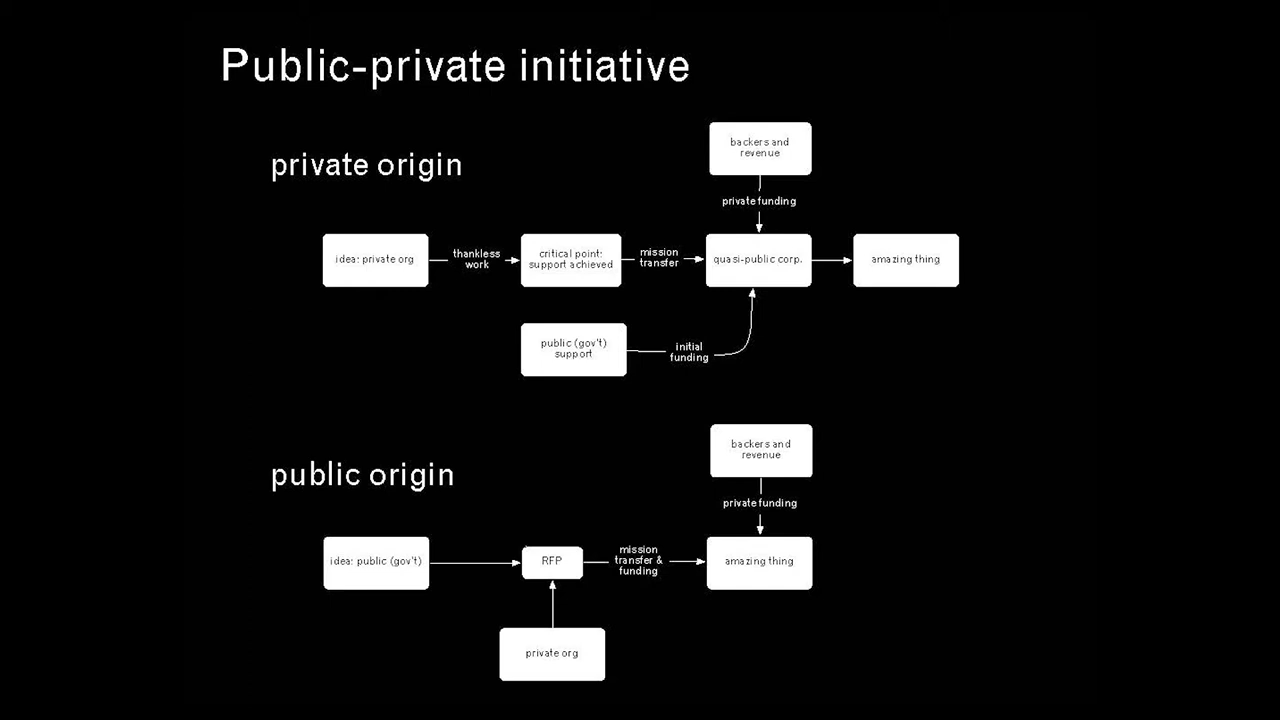 Public-private initiative
private origin
backers and
revenue
private funding
idea: private org
thankless
work
critical point:
support achieved
mission
transfer
quasi-public corp.
amazing thing
public (gov't)
support
initial
funding
public origin
backers and
revenue
private funding
idea: public (gov't)
RFP
mission
transfer &
funding
amazing thing
private org